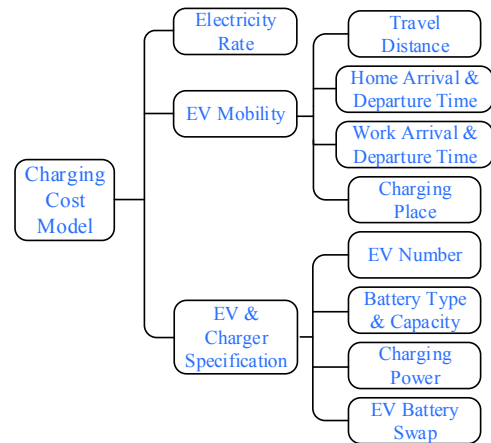 Charging
Cost
Model
Electricity
Rate
EV Mobility
Travel
Distance
Home Arrival &
Departure Time
Work Arrival &
Departure Time
Charging
Place
EV &
Charger
Specification
EV Number
Battery Type
& Capacity
Charging
Power
EV Battery
Swap